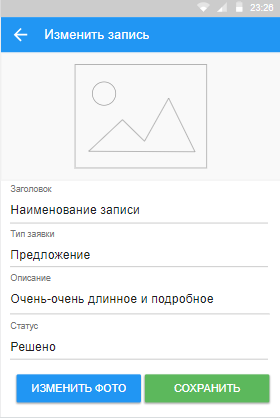 23:28
Изменить запись
Заголовок
Наименование записи
Тип заявки
Предложение
Описание
Очень-очень длинное и подробное
Статус
Решено
ИЗМЕНИТЬ ФОТО СОХРАНИТЬ